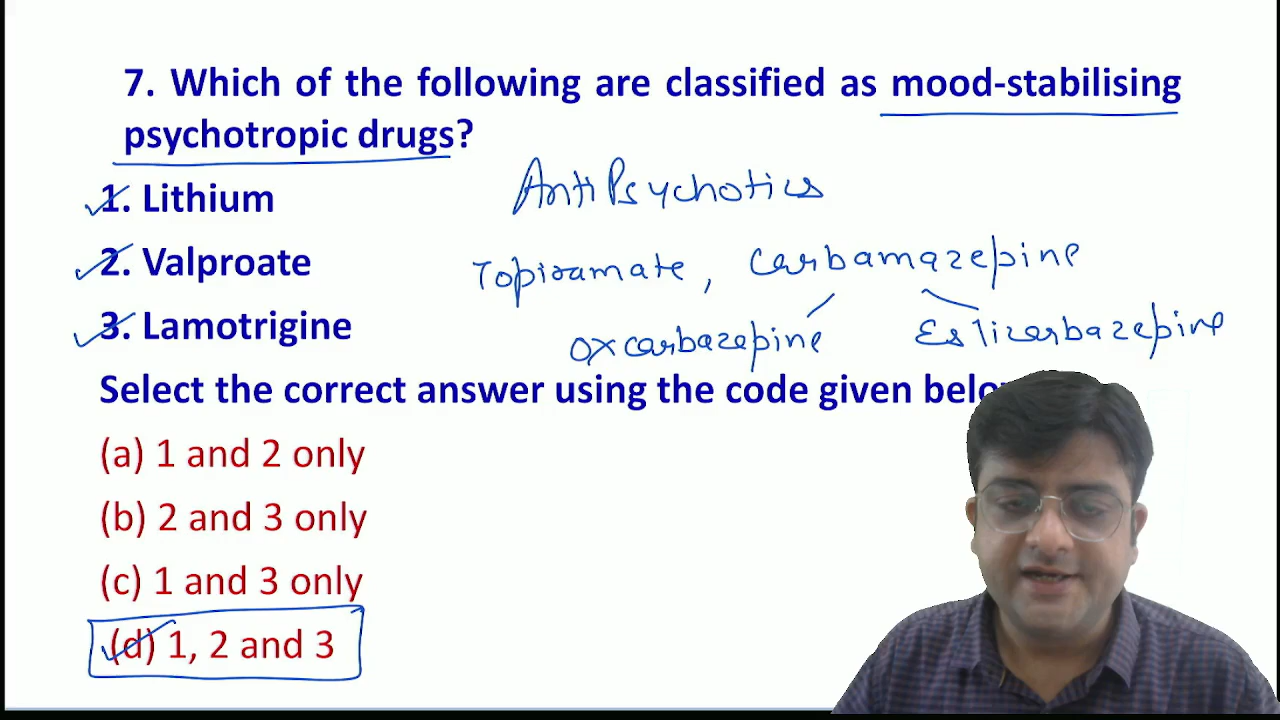 7. Which of the following are classified as mood-stabilising
psychotropic drugs?
1. Lithium
AntiPsychotics
2. Valproate
Topiramate, Carbamazepine
3. Lamotrigine
Oxcarbazepine Eslicarbazepine
Select the correct answer using the code given belo
(a) 1 and 2 only
(b) 2 and 3 only
(c) 1 and 3 only
(d) 1, 2 and 3